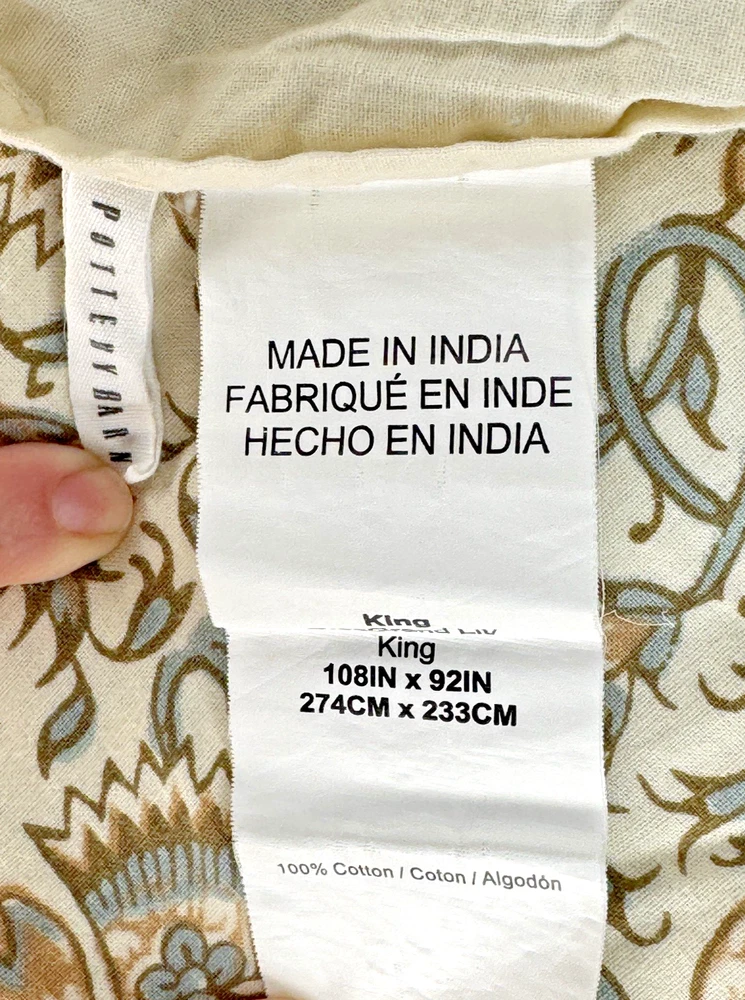 POTTERY BARN
MADE IN INDIA
FABRIQUÉ EN INDE
HECHO EN INDIA
King
King
108IN x 92IN
274CM x 233CM
100% Cotton / Coton / Algodón